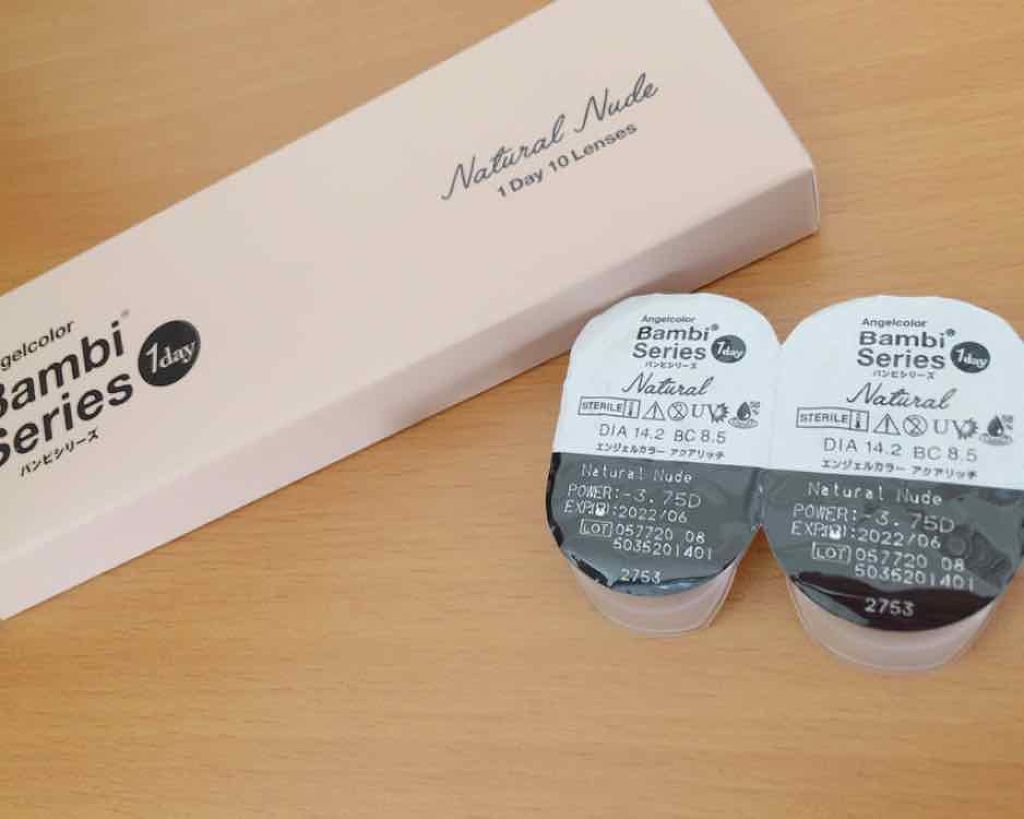 Natural Nude
1 Day 10 Lenses
ngelcolor
Bambi®
Series 1day
バンビシリーズ
Angelcolor
Bambi®
Series 1day
バンビシリーズ
Natural
STERILE UV
DIA 14.2 BC 8.5
エンジェルカラー アクアリッチ
Natural Nude
POWER:-3.75D
EXP:2022/06
LOT 057720 08
5035201401
2753
Angelcolor
Bambi®
Series 1day
バンビシリーズ
Natural
STERILE UV
DIA 14.2 BC 8.5
エンジェルカラー アクアリッチ
Natural Nude
POWER:-3.75D
EXP:2022/06
LOT 057720 08
5035201401
2753